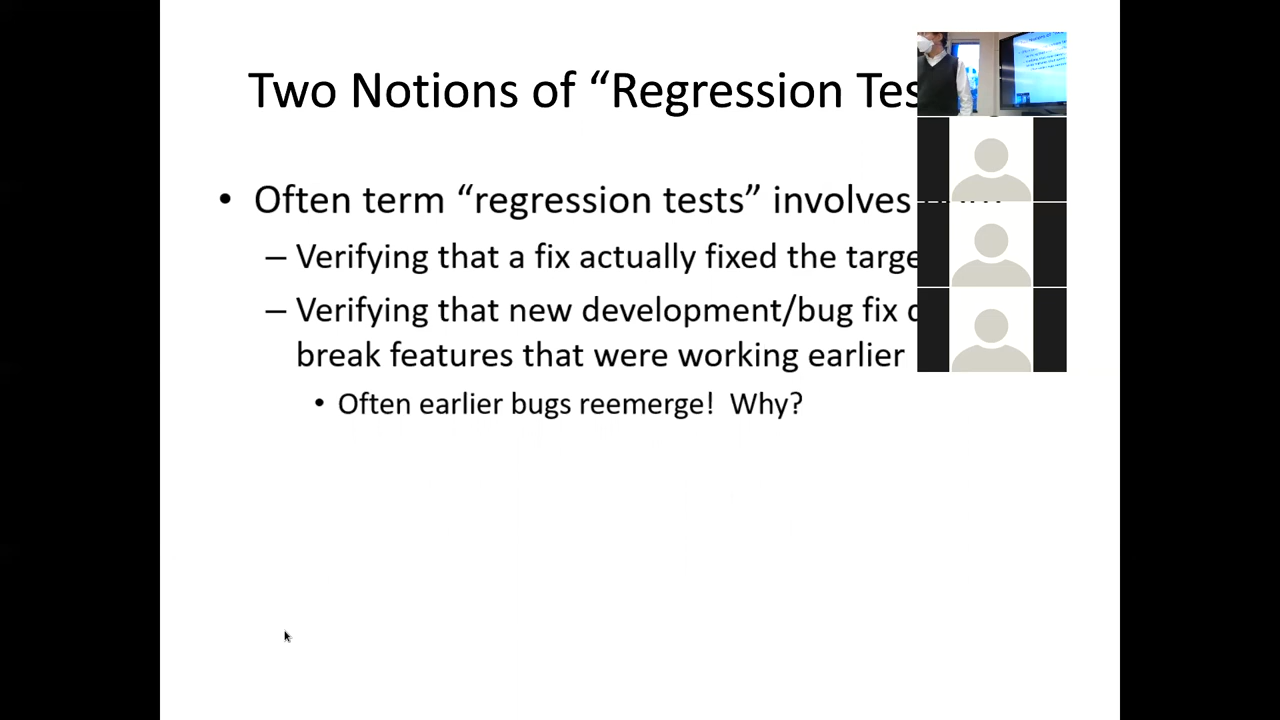 Two Notions of “Regression Tes
• Often term “regression tests” involves
– Verifying that a fix actually fixed the targe
– Verifying that new development/bug fix
break features that were working earlier
• Often earlier bugs reemerge!  Why?